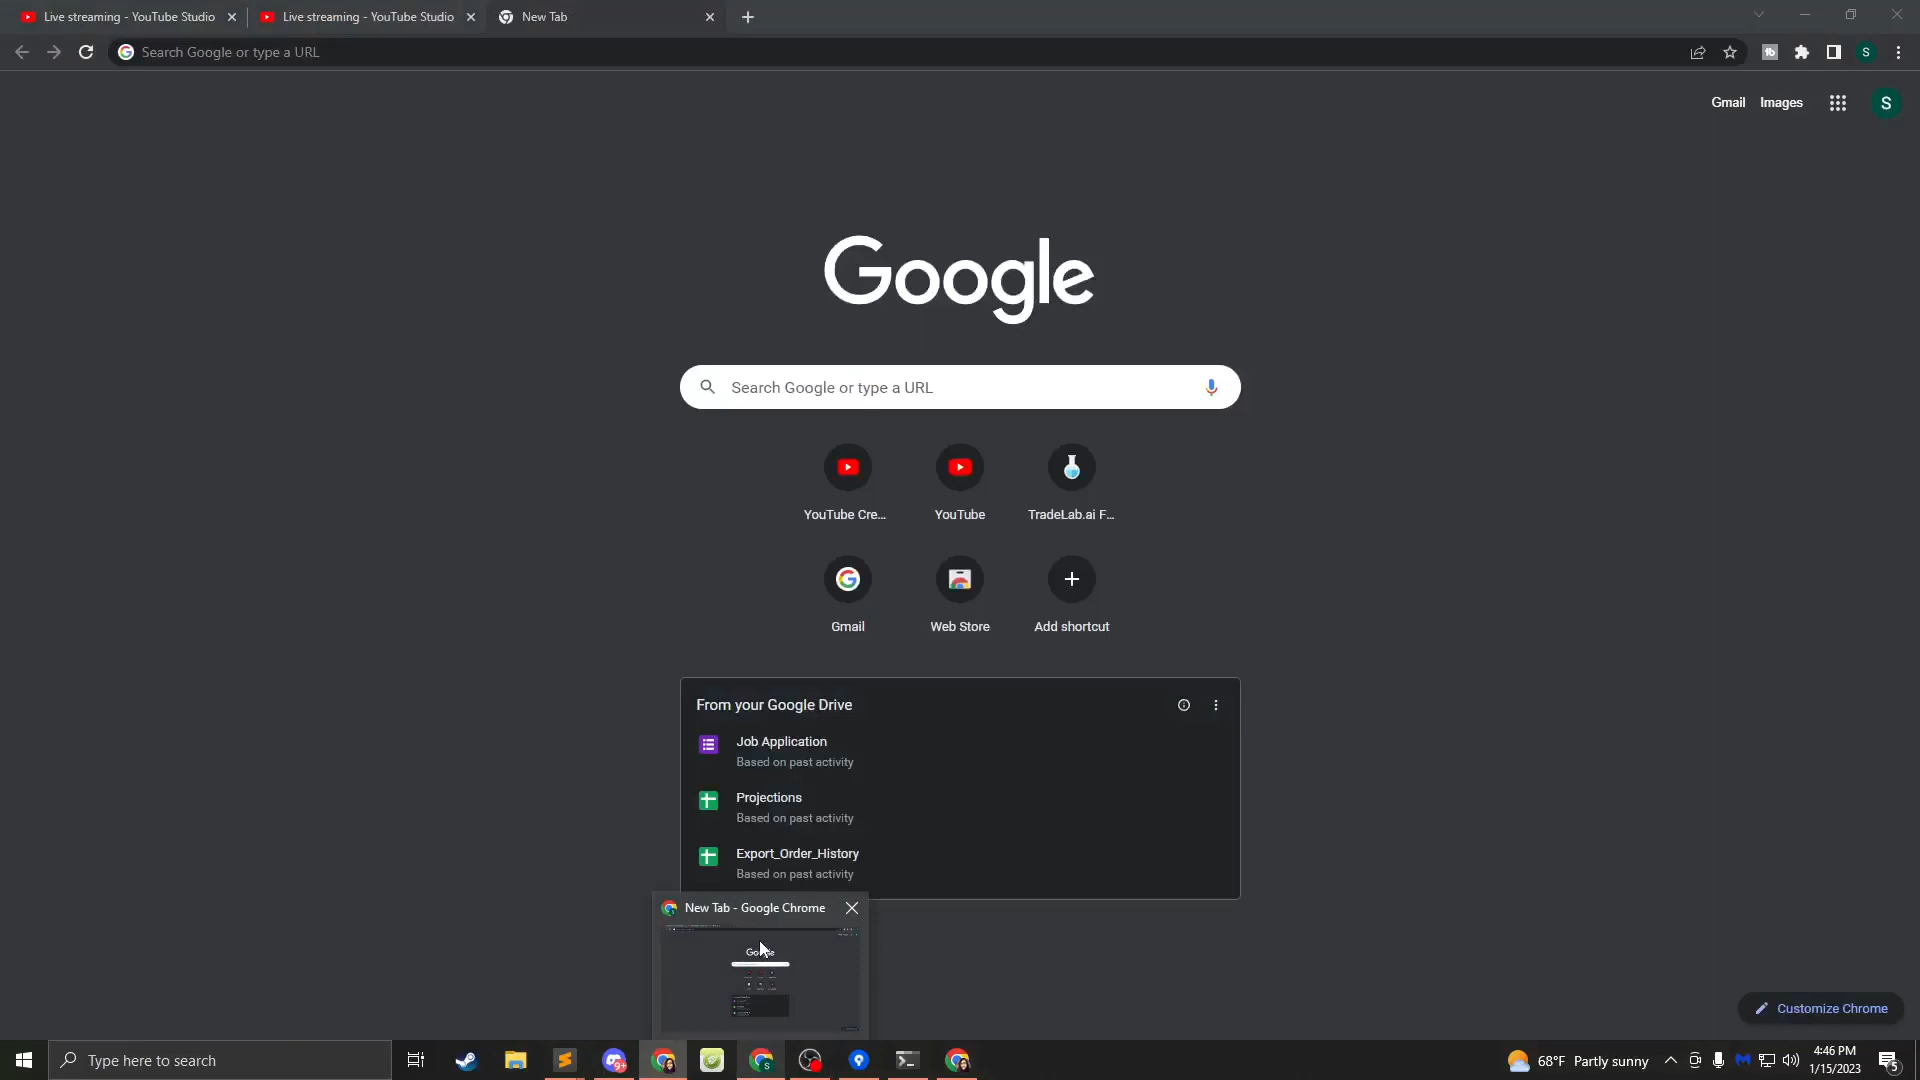 Live streaming - YouTube Studio
Live streaming - YouTube Studio
New Tab
Search Google or type a URL
tb
S
Gmail
Images
S
Google
Search Google or type a URL
YouTube Cre...
YouTube
TradeLab.ai F...
Gmail
Web Store
Add shortcut
From your Google Drive
Job Application
Based on past activity
Projections
Based on past activity
Export_Order_History
Based on past activity
New Tab - Google Chrome
Customize Chrome
Type here to search
9+
S
68°F Partly sunny
4:46 PM
1/15/2023
5